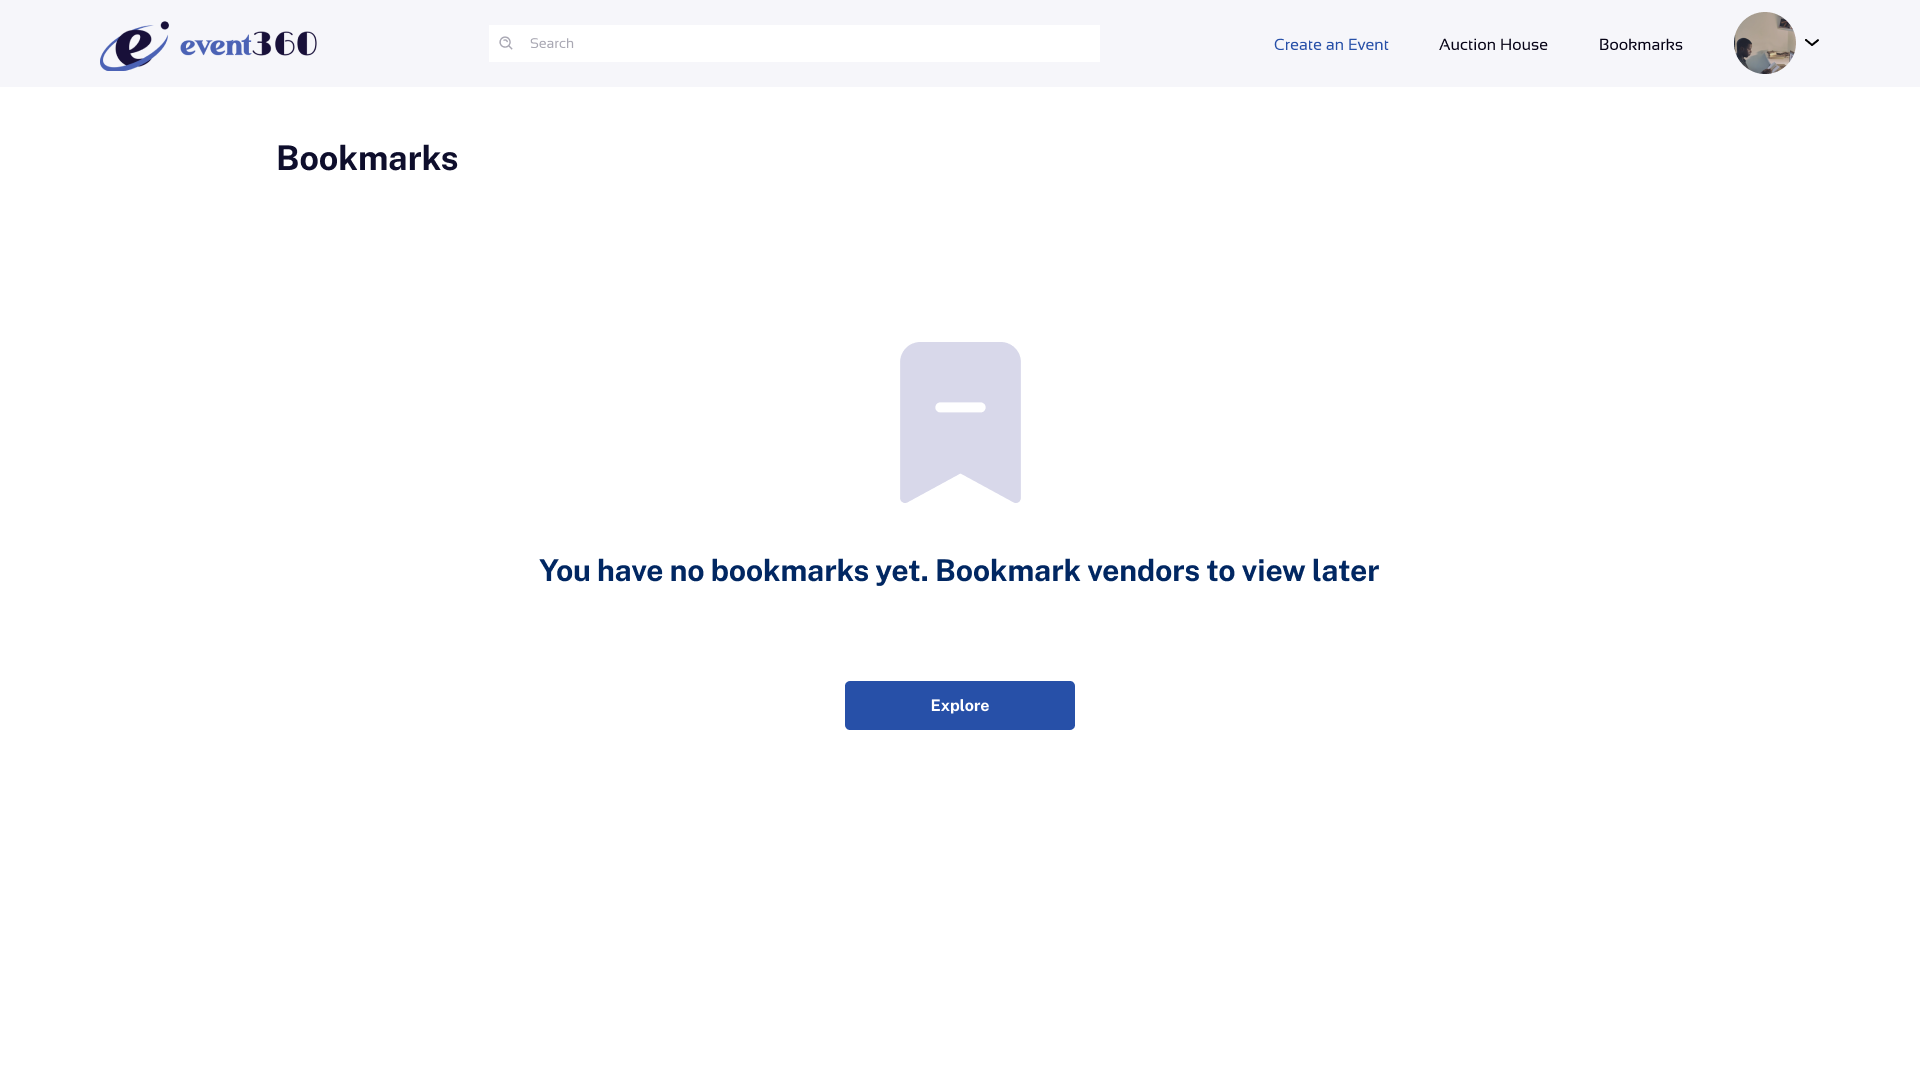 event360
Search
Create an Event
Auction House
Bookmarks
Bookmarks
You have no bookmarks yet. Bookmark vendors to view later
Explore